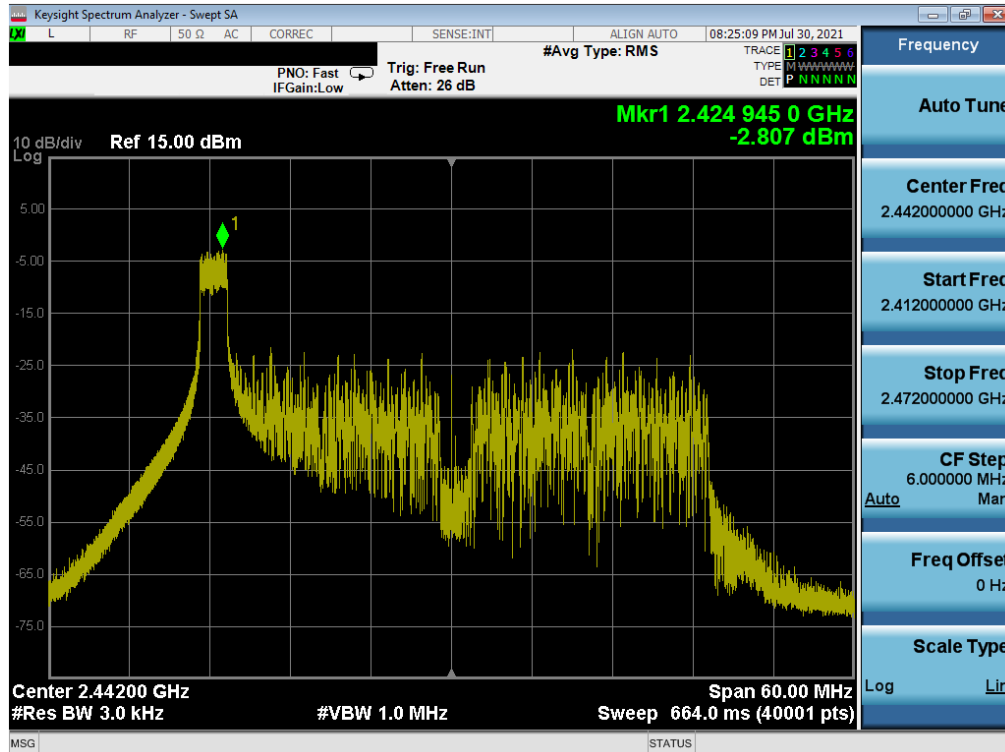 Keysight Spectrum Analyzer - Swept SA
LXI L RF 50 Ω AC CORREC SENSE:INT ALIGN AUTO 08:25:09 PM Jul 30, 2021
#Avg Type: RMS
TRACE 1 2 3 4 5 6
TYPE M WWWWW
DET P N N N N N
PNO: Fast
IFGain:Low
Trig: Free Run
Atten: 26 dB
Mkr1 2.424 945 0 GHz
-2.807 dBm
10 dB/div
Log
Ref 15.00 dBm
1
5.00
-5.00
-15.0
-25.0
-35.0
-45.0
-55.0
-65.0
-75.0
Center 2.44200 GHz
Span 60.00 MHz
#Res BW 3.0 kHz
#VBW 1.0 MHz
Sweep 664.0 ms (40001 pts)
MSG
STATUS
Frequency
Auto Tune
Center Freq
2.442000000 GHz
Start Freq
2.412000000 GHz
Stop Freq
2.472000000 GHz
CF Step
6.000000 MHz
Auto Man
Freq Offset
0 Hz
Scale Type
Log Lin